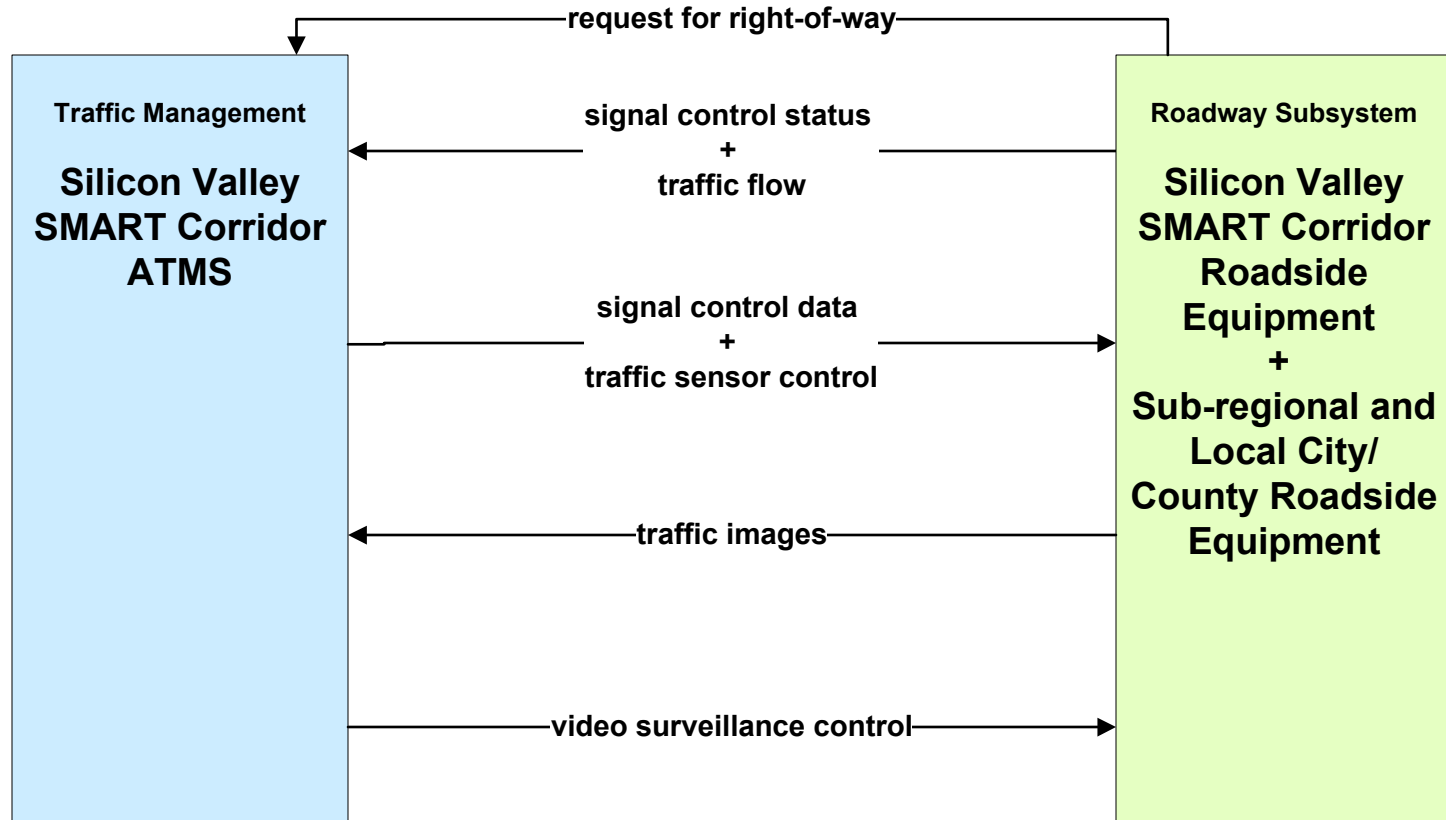 request for right-of-way
Traffic Management
Silicon Valley
SMART Corridor
ATMS
signal control status
+
traffic flow
signal control data
+
traffic sensor control
traffic images
video surveillance control
Roadway Subsystem
Silicon Valley
SMART Corridor
Roadside
Equipment
+
Sub-regional and
Local City/
County Roadside
Equipment